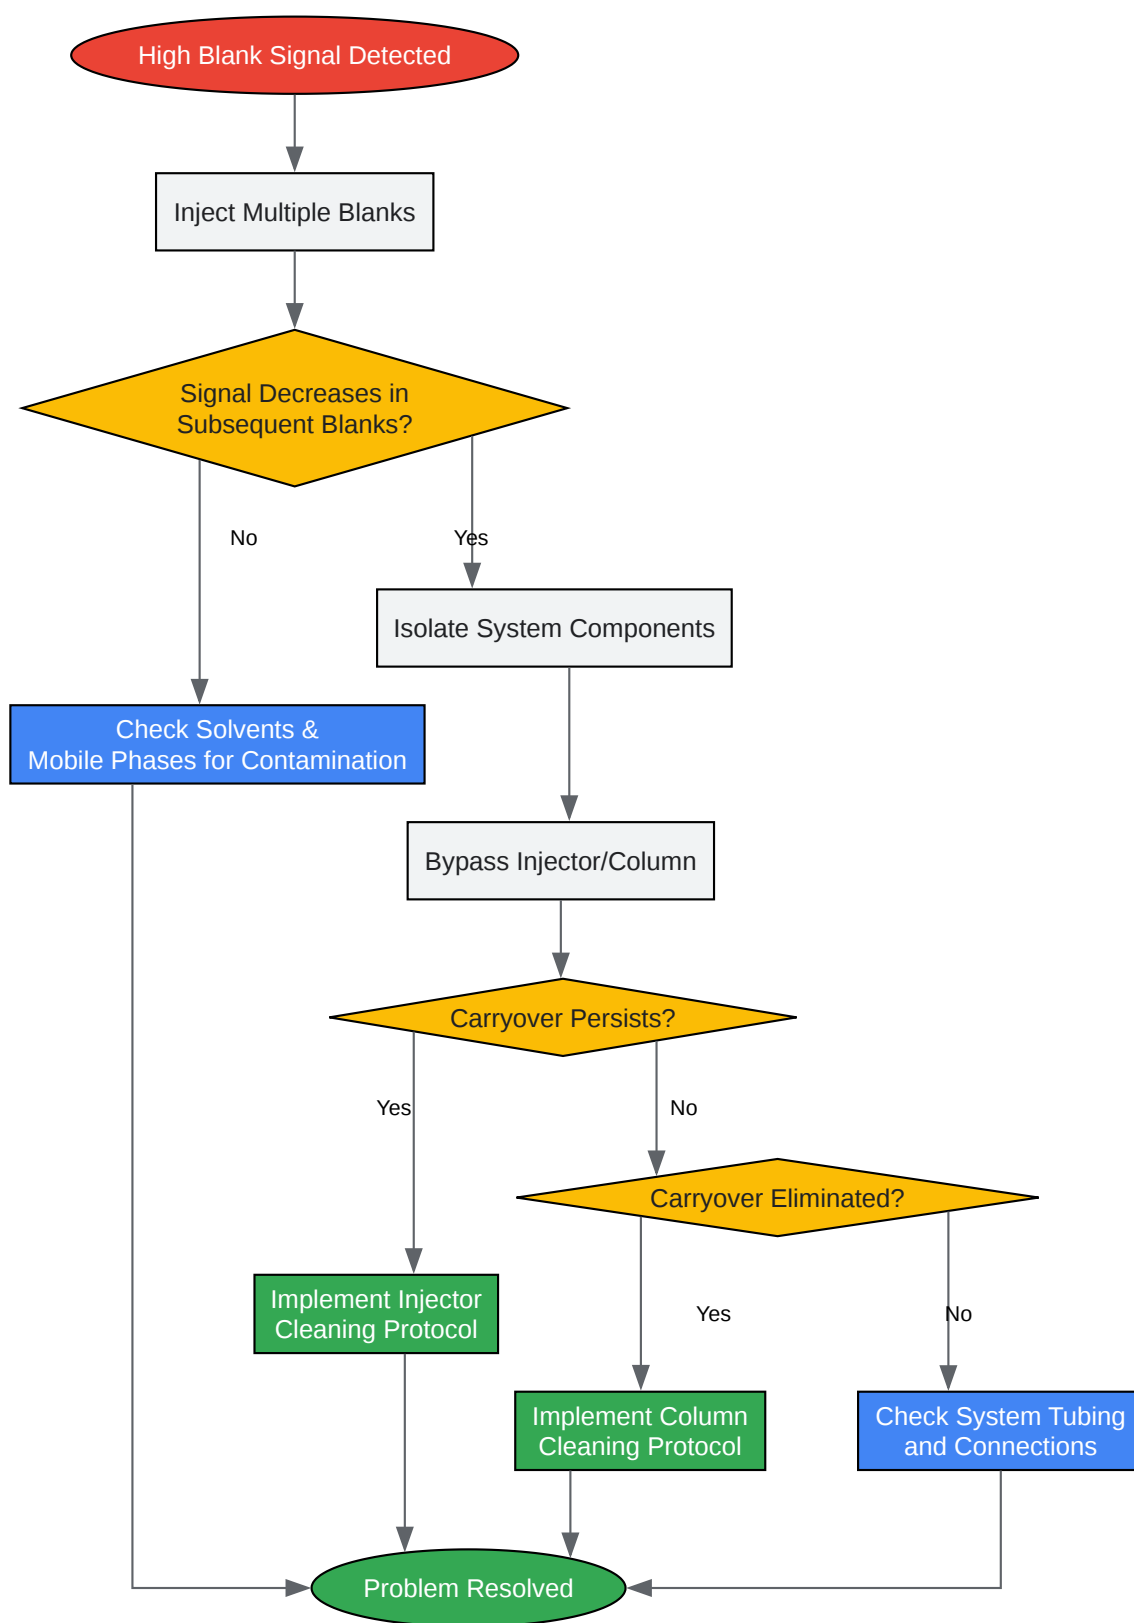 High Blank Signal Detected
Inject Multiple Blanks
Signal Decreases in
Subsequent Blanks?
No
Yes
Isolate System Components
Check Solvents &
Mobile Phases for Contamination
Bypass Injector/Column
Carryover Persists?
Yes
No
Carryover Eliminated?
Implement Injector
Cleaning Protocol
Yes
No
Implement Column
Cleaning Protocol
Check System Tubing
and Connections
Problem Resolved